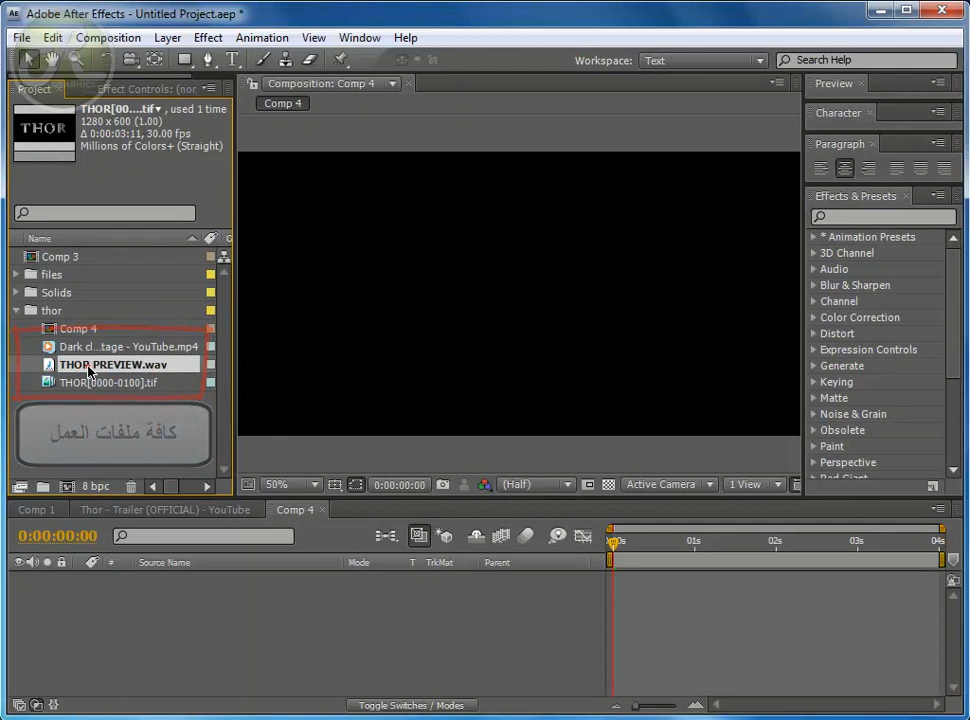 Ae Adobe After Effects - Untitled Project.aep *
File Edit Composition Layer Effect Animation View Window Help
Workspace: Text Search Help
Project Effect Controls: (nor
Composition: Comp 4
Preview
THOR[00....tif▾ , used 1 time
1280 x 600 (1.00)
Δ 0:00:03:11, 30.00 fps
Millions of Colors+ (Straight)
THOR
Comp 4
Character
Paragraph
Effects & Presets
Name
Comp 3
files
Solids
thor
Comp 4
Dark cl...tage - YouTube.mp4
THOR PREVIEW.wav
THOR[0000-0100].tif
كافة ملفات العمل
8 bpc
* Animation Presets
3D Channel
Audio
Blur & Sharpen
Channel
Color Correction
Distort
Expression Controls
Generate
Keying
Matte
Noise & Grain
Obsolete
Paint
Perspective
50% 0:00:00:00 (Half) Active Camera 1 View
Comp 1 Thor - Trailer (OFFICIAL) - YouTube Comp 4
0:00:00:00
01s 02s 03s 04s
# Source Name Mode T TrkMat Parent
Toggle Switches / Modes